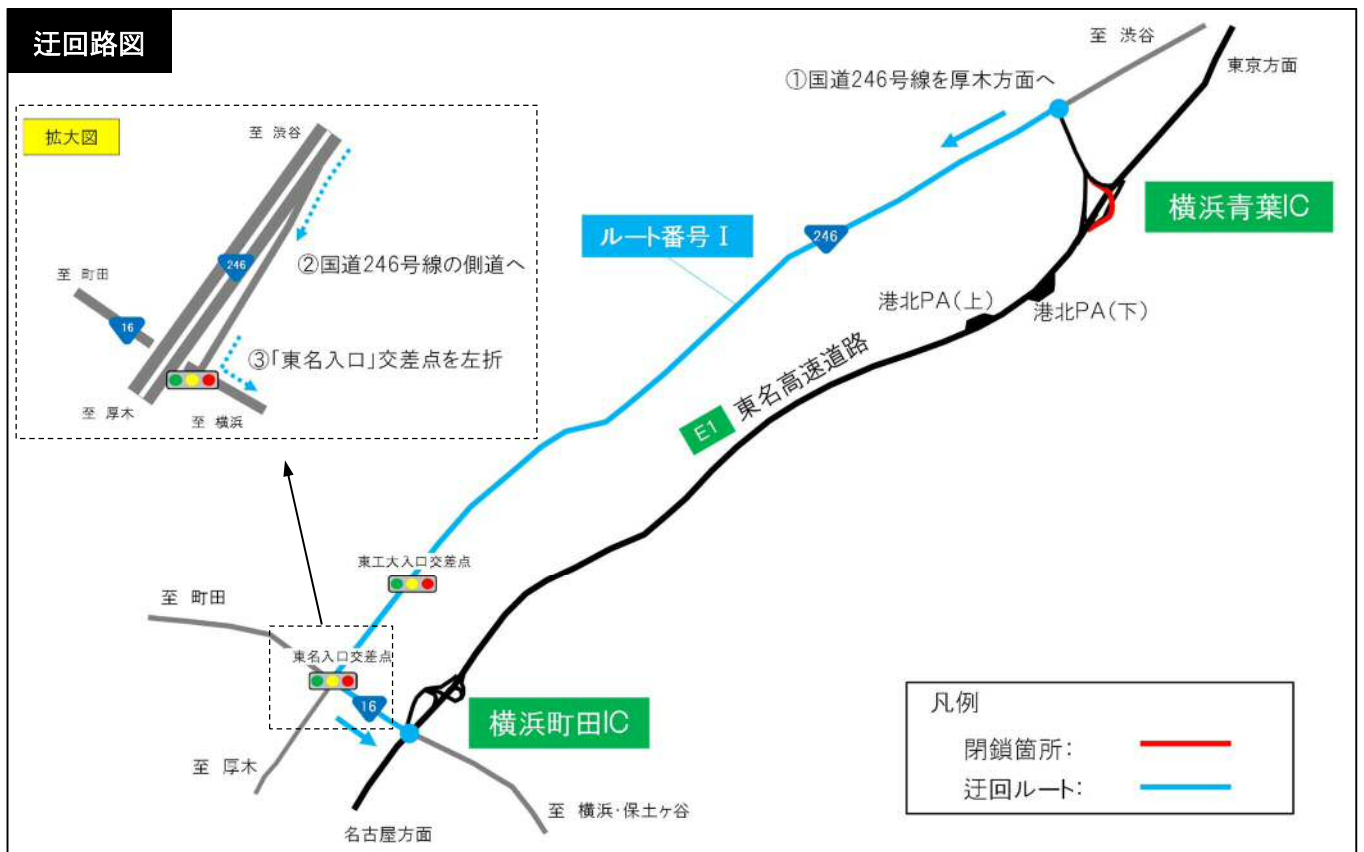 迂回路図
至 渋谷
東京方面
①国道246号線を厚木方面へ
拡大図
至 渋谷
横浜青葉IC
ルート番号 Ⅰ
246
246
②国道246号線の側道へ
至 町田
16
港北PA(上)
港北PA(下)
③「東名入口」交差点を左折
至 厚木
至 横浜
E1 東名高速道路
東工大入口交差点
至 町田
東名入口交差点
16
横浜町田IC
至 厚木
至 横浜・保土ヶ谷
名古屋方面
凡例
閉鎖箇所:
迂回ルート: